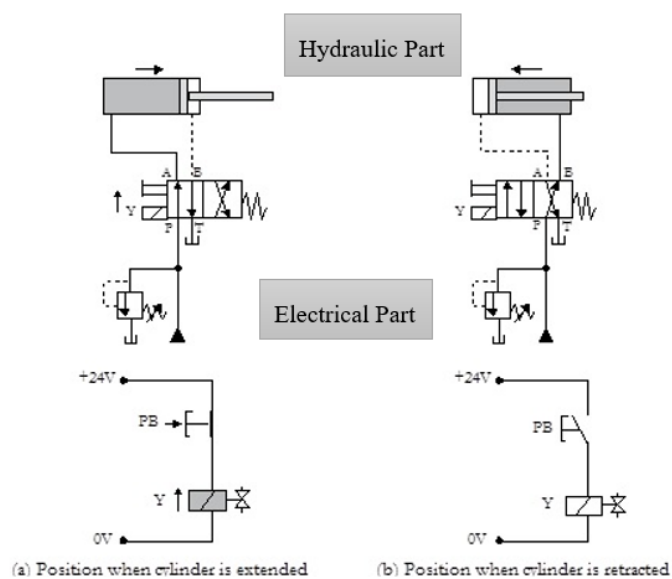 Hydraulic Part
A B
Y
P T
A B
Y
P T
Electrical Part
+24V
PB
Y
0V
+24V
PB
Y
0V
(a) Position when cylinder is extended
(b) Position when cylinder is retracted